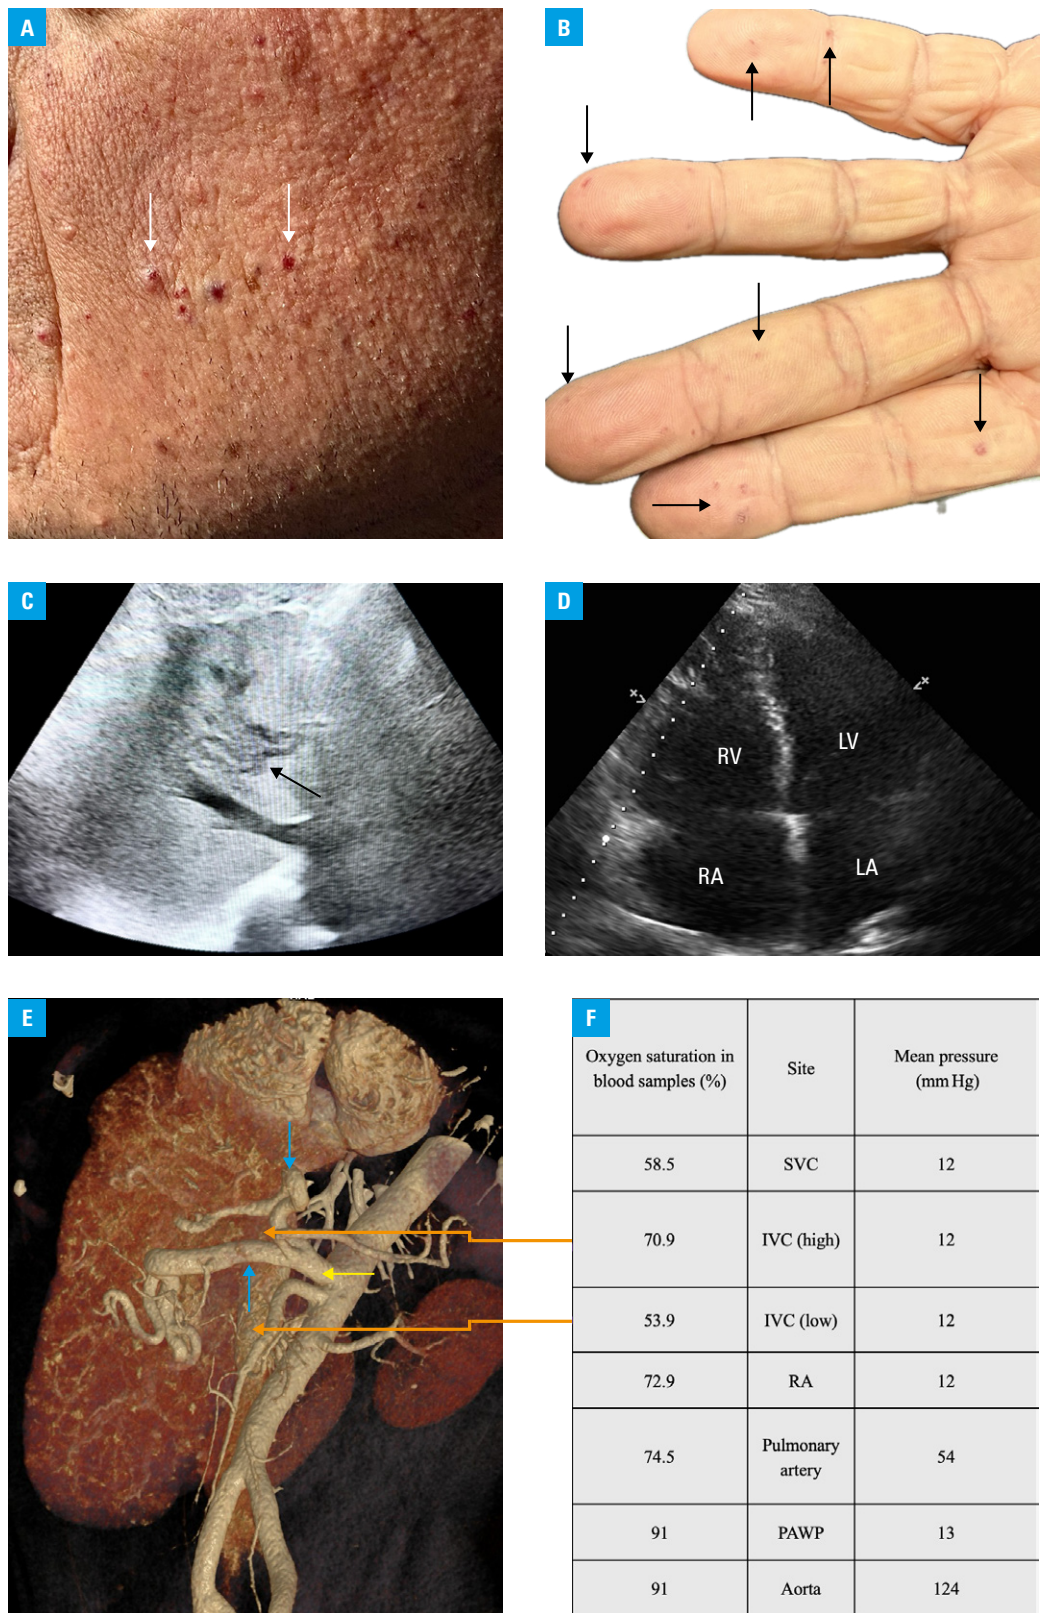 A
B
C
D
RV
LV
RA
LA
E
F
Oxygen saturation in
blood samples (%)
Site
Mean pressure
(mm Hg)
58.5
SVC
12
70.9
IVC (high)
12
53.9
IVC (low)
12
72.9
RA
12
74.5
Pulmonary
artery
54
91
PAWP
13
91
Aorta
124